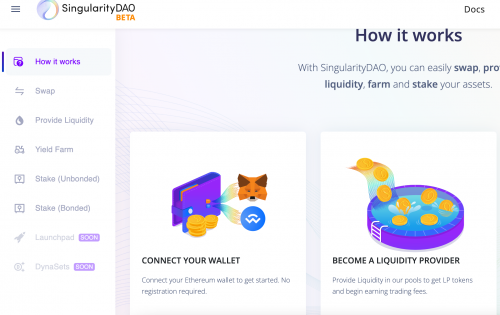 SingularityDAO
BETA
Docs
How it works
Swap
Provide Liquidity
Yield Farm
Stake (Unbonded)
Stake (Bonded)
Launchpad SOON
DynaSets SOON
How it works
With SingularityDAO, you can easily swap, pro
liquidity, farm and stake your assets.
CONNECT YOUR WALLET
Connect your Ethereum wallet to get started. No
registration required.
BECOME A LIQUIDITY PROVIDER
Provide Liquidity in our pools to get LP tokens
and begin earning trading fees.